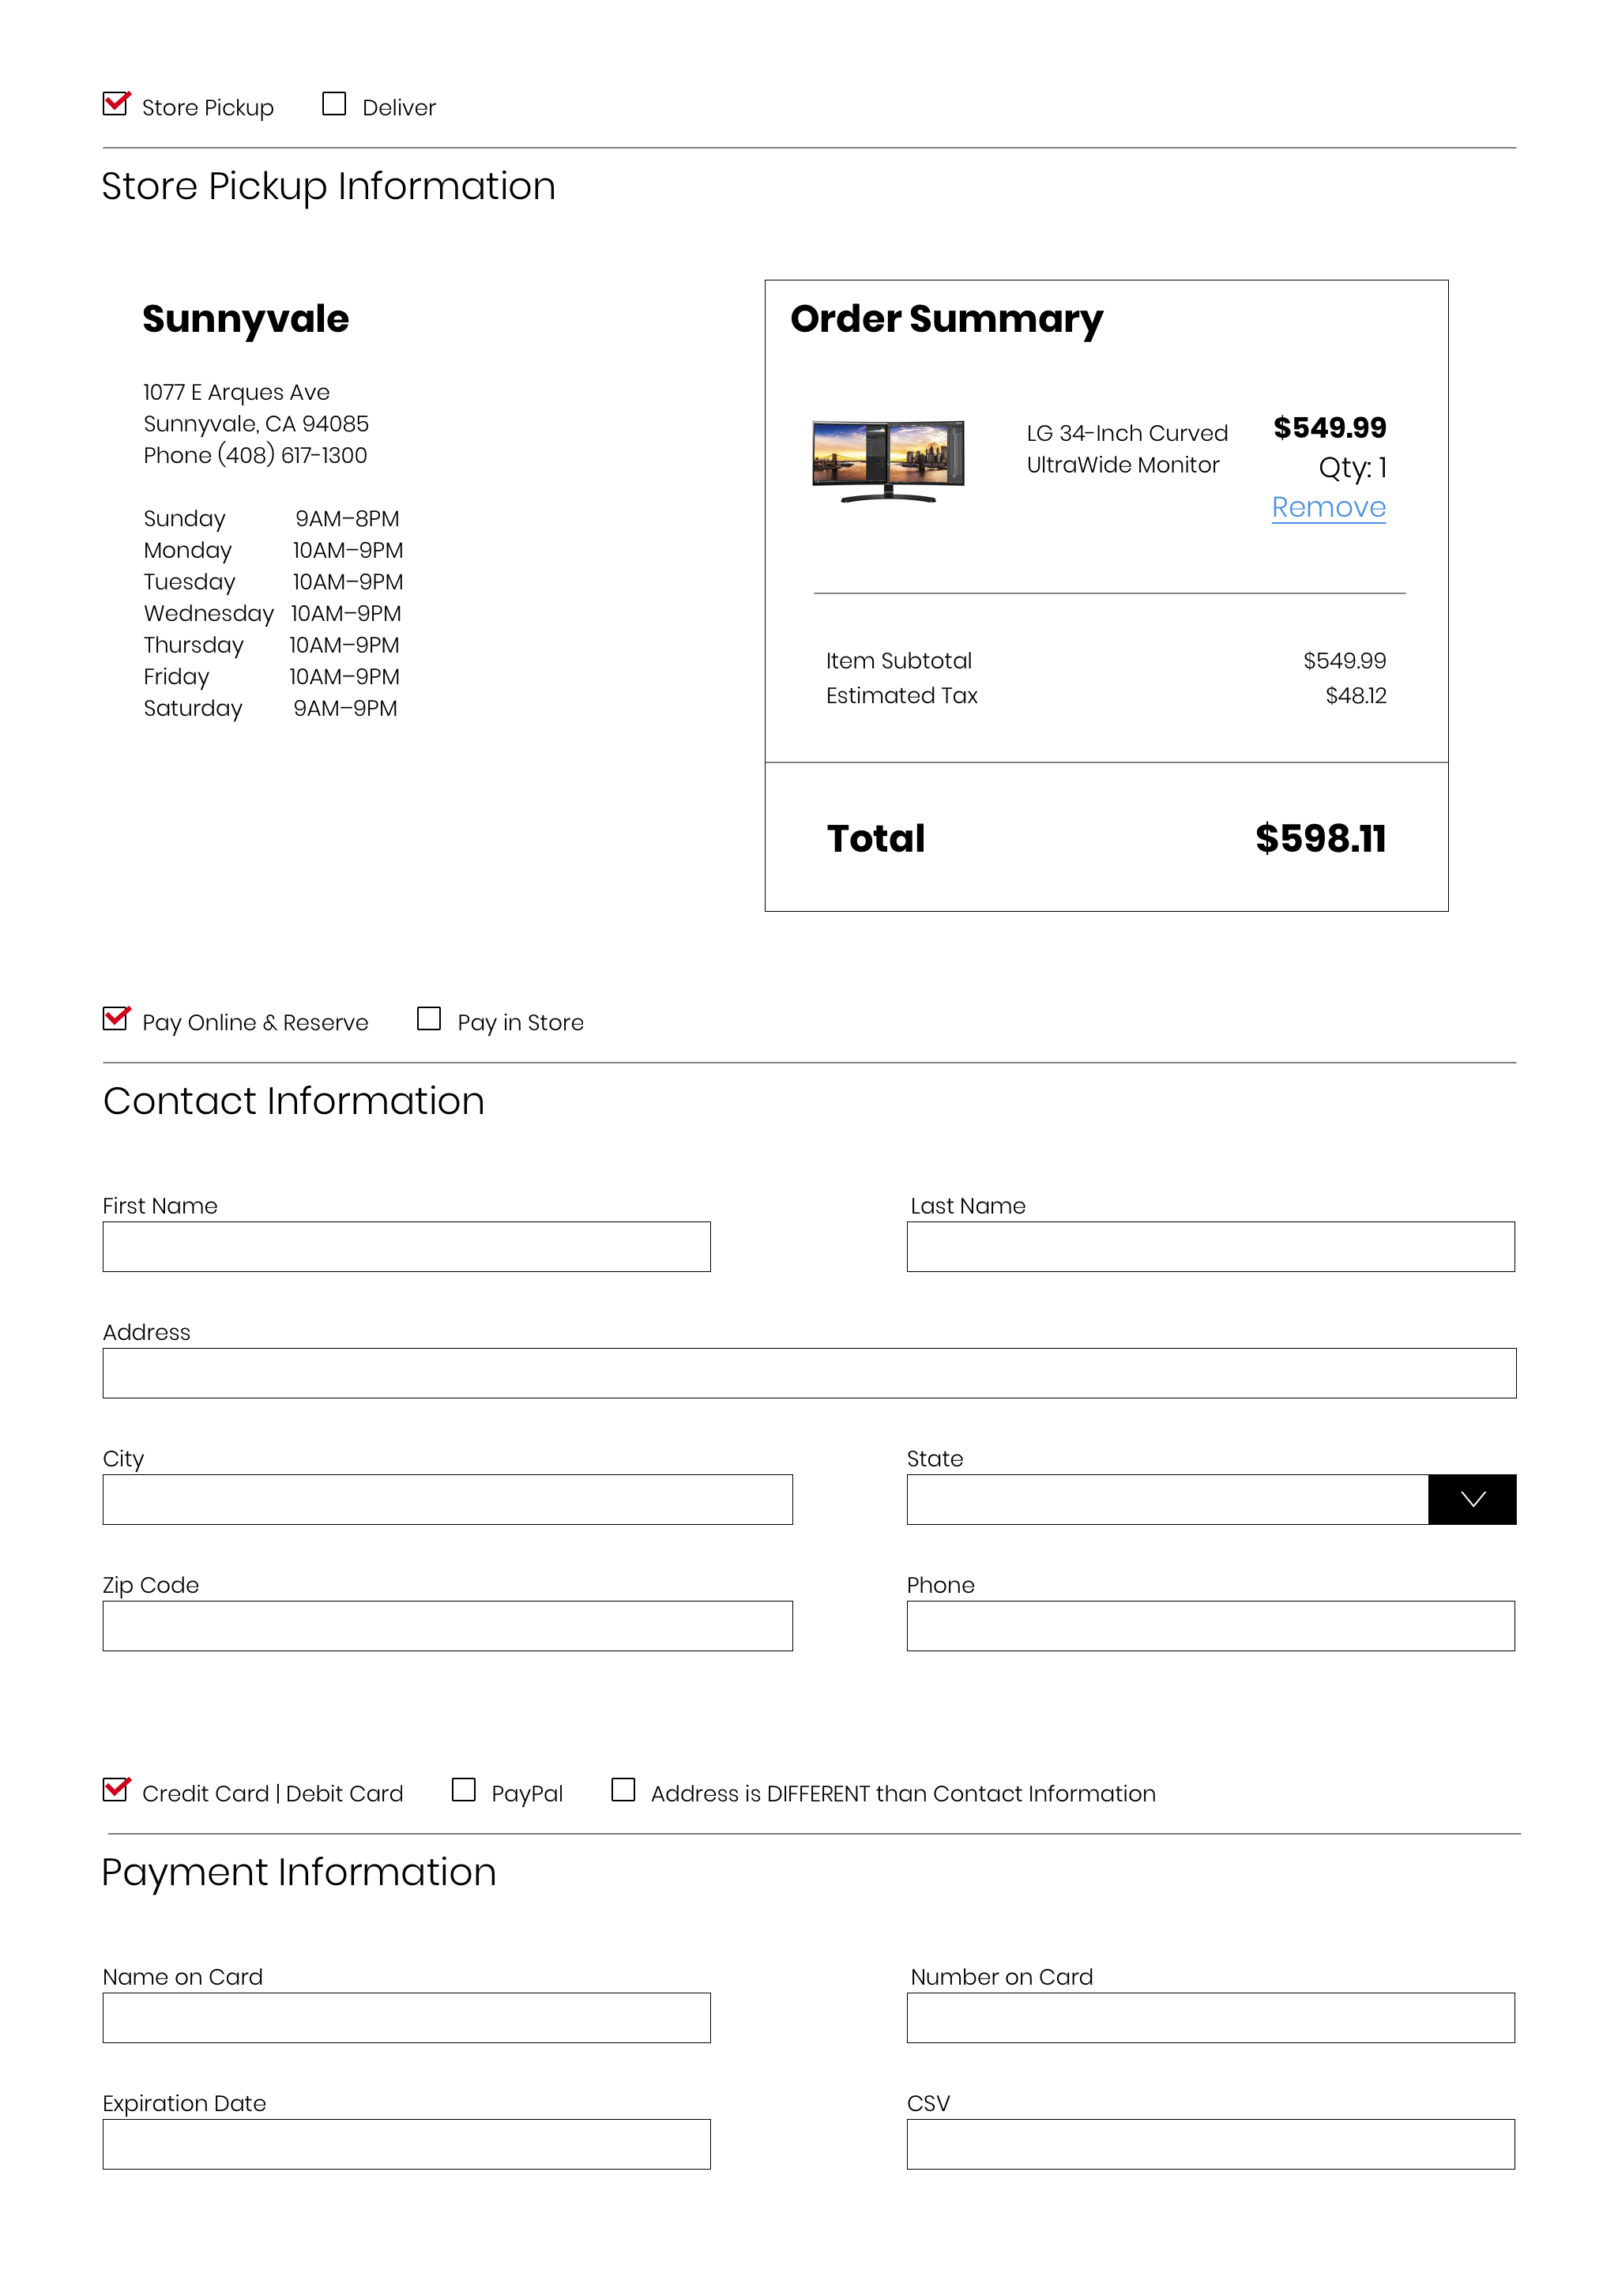 Store Pickup Deliver
Store Pickup Information
Sunnyvale
1077 E Arques Ave
Sunnyvale, CA 94085
Phone (408) 617-1300
Sunday 9AM–8PM
Monday 10AM–9PM
Tuesday 10AM–9PM
Wednesday 10AM–9PM
Thursday 10AM–9PM
Friday 10AM–9PM
Saturday 9AM–9PM
Order Summary
LG 34-Inch Curved
UltraWide Monitor
$549.99
Qty: 1
Remove
Item Subtotal $549.99
Estimated Tax $48.12
Total $598.11
Pay Online & Reserve Pay in Store
Contact Information
First Name Last Name
Address
City State
Zip Code Phone
Credit Card | Debit Card PayPal Address is DIFFERENT than Contact Information
Payment Information
Name on Card Number on Card
Expiration Date CSV